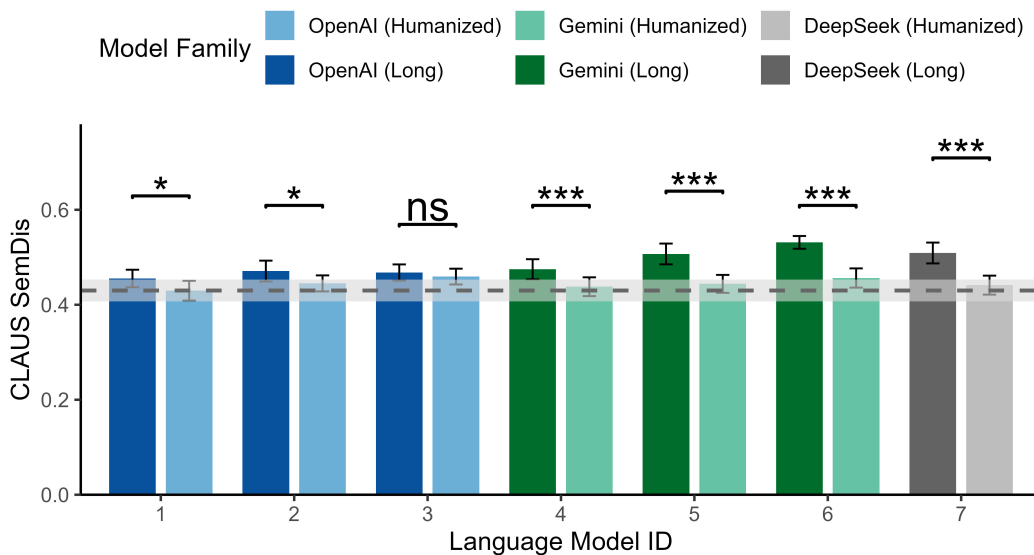 Model Family
OpenAI (Humanized)
Gemini (Humanized)
DeepSeek (Humanized)
OpenAI (Long)
Gemini (Long)
DeepSeek (Long)
CLAUS SemDis
0.6
0.4
0.2
0.0
*
*
ns
***
***
***
***
1
2
3
4
5
6
7
Language Model ID